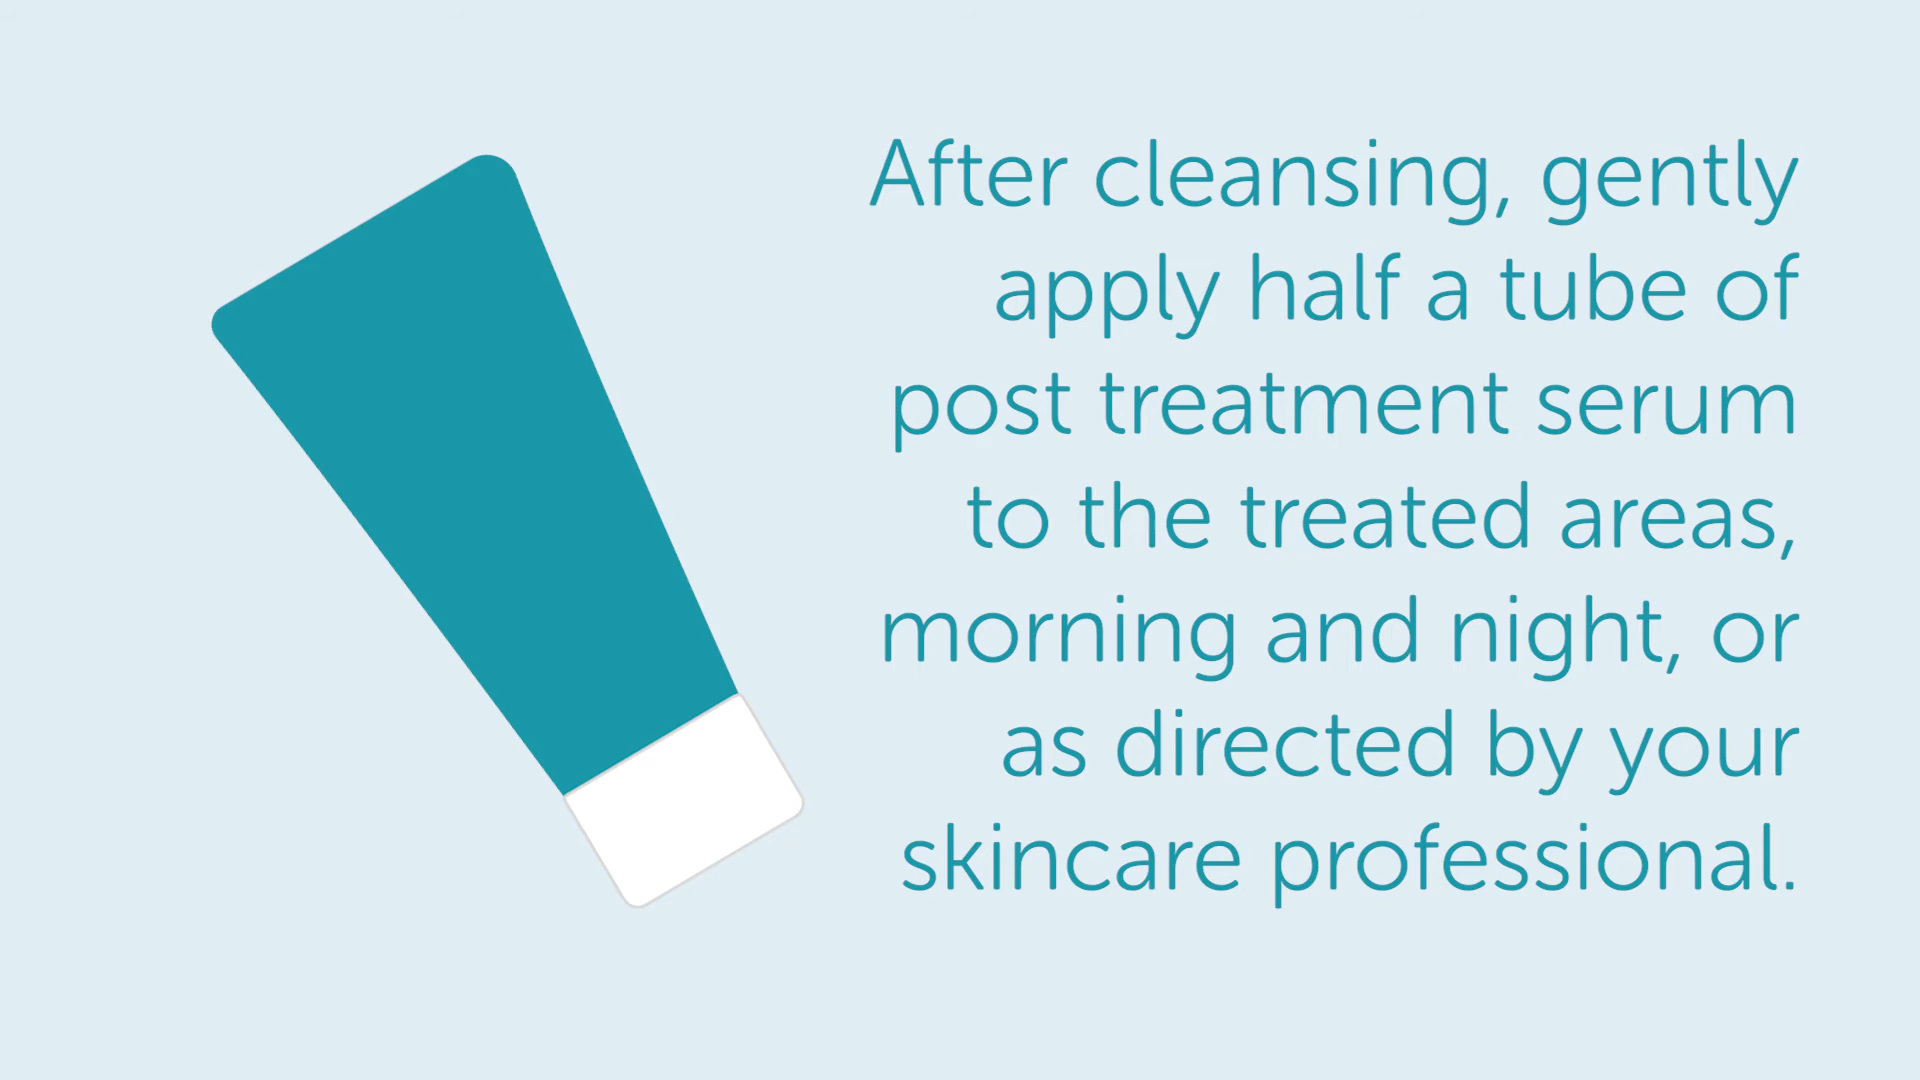 After cleansing, gently
apply half a tube of
post treatment serum
to the treated areas,
morning and night, or
as directed by your
skincare professional.